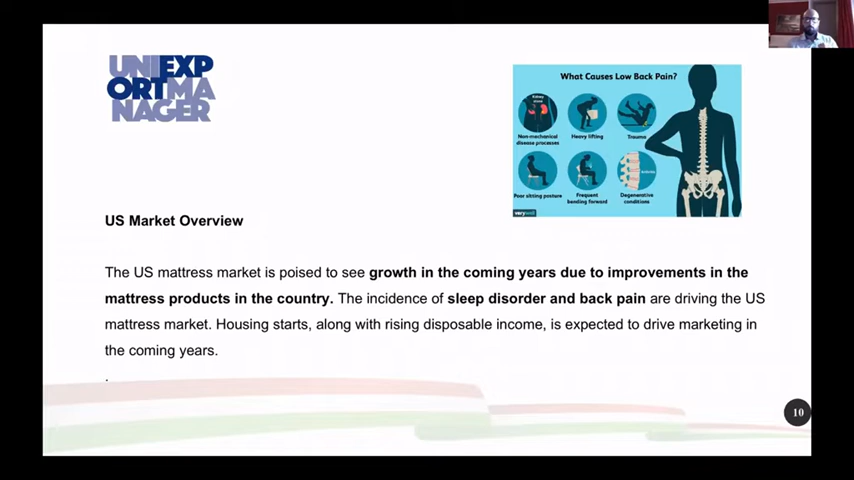 UNIEXP
ORTMA
NAGER
What Causes Low Back Pain?
Kidney stone
Non-mechanical disease processes
Heavy lifting
Trauma
Poor sitting posture
Frequent bending forward
Arthritis
Degenerative conditions
verywell
US Market Overview
The US mattress market is poised to see growth in the coming years due to improvements in the
mattress products in the country. The incidence of sleep disorder and back pain are driving the US
mattress market. Housing starts, along with rising disposable income, is expected to drive marketing in
the coming years.
.
10